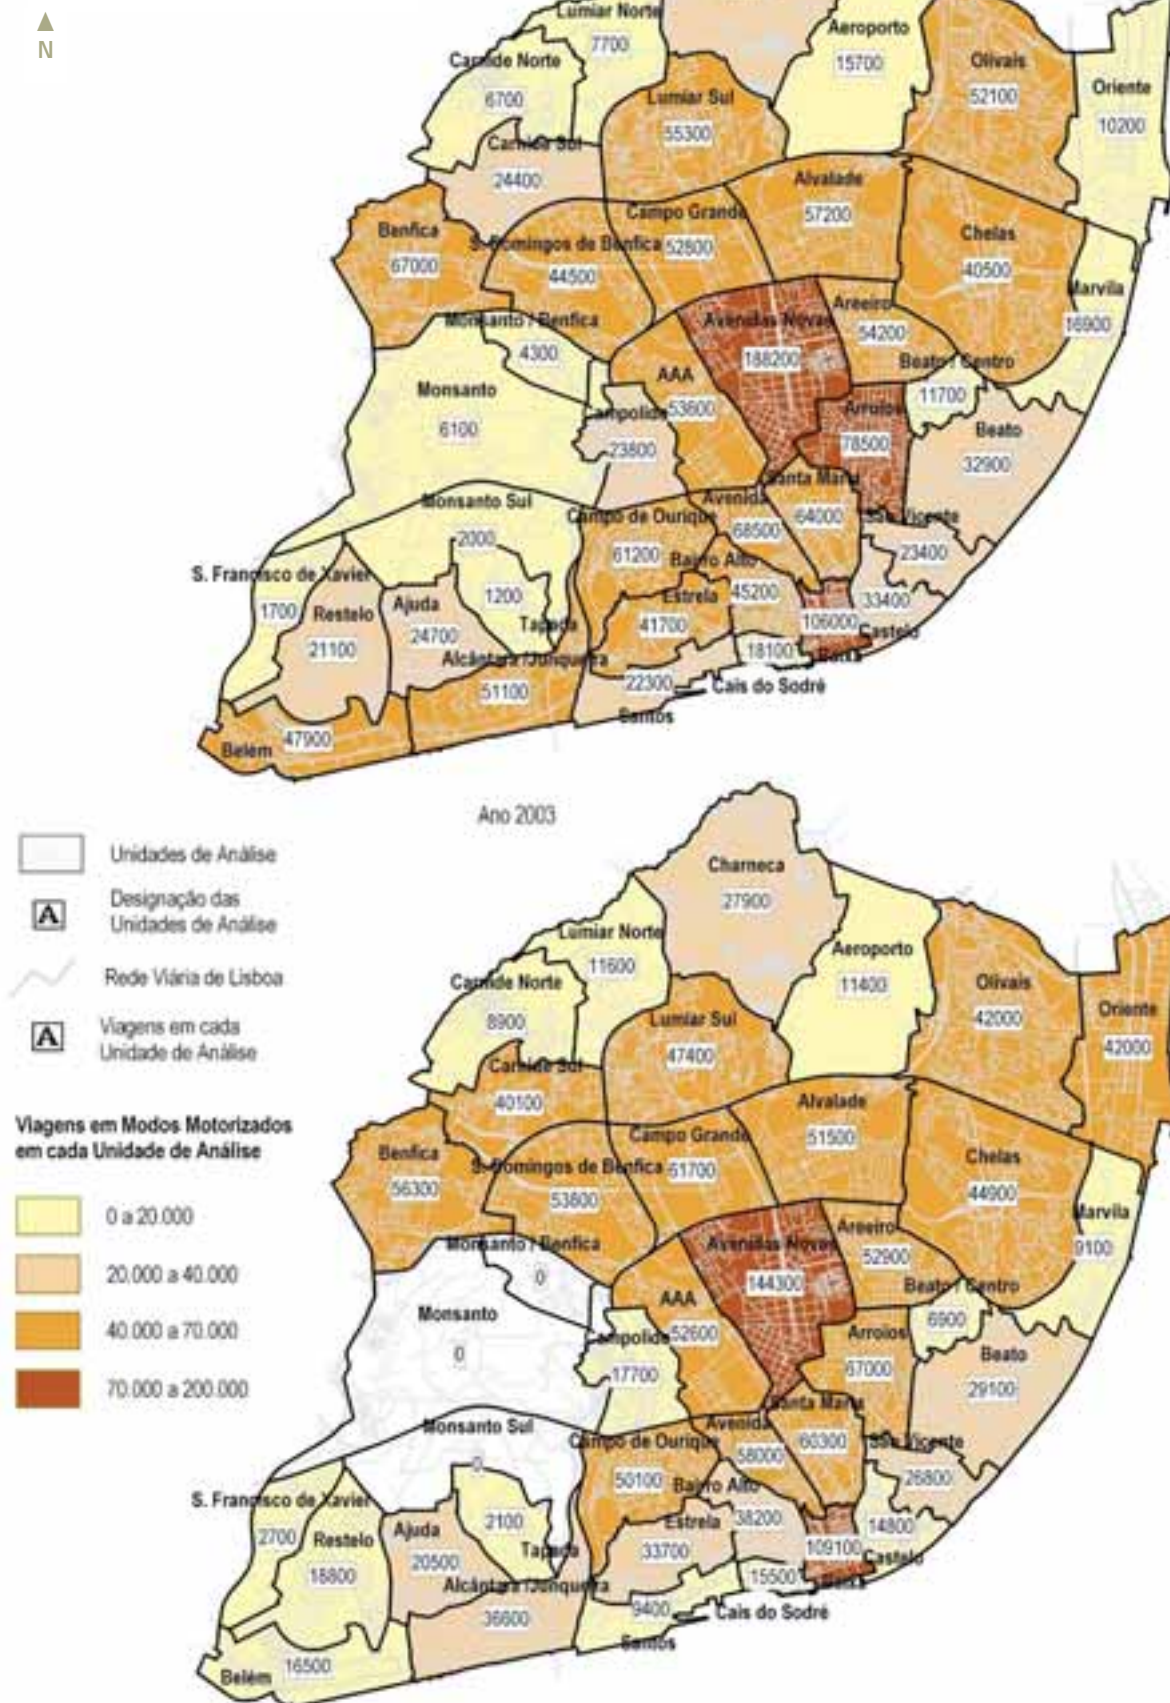 N
Lumiar Norte
7700
Aeroporto
15700
Carnide Norte
6700
Olivais
52100
Oriente
10200
Lumiar Sul
55300
Carnide Sul
24400
Alvalade
57200
Campo Grande
52800
Benfica
67000
S. Domingos de Benfica
44500
Chelas
40500
Marvila
16900
Monsanto / Benfica
4300
Avenidas Novas
188200
Areeiro
54200
Beato / Centro
11700
Monsanto
6100
AAA
53600
Campolide
23800
Arroios
78500
Beato
32900
Monsanto Sul
2000
Santa Maria
64000
Avenida
68500
Campo de Ourique
61200
São Vicente
23400
Bairro Alto
45200
S. Francisco de Xavier
1700
Restelo
21100
Ajuda
24700
1200
Tapada
Estrela
41700
33400
Castelo
106000
Baixa
18100
Cais do Sodré
Alcântara /Junqueira
51100
22300
Santos
Belém
47900
Ano 2003
Unidades de Análise
A
Designação das
Unidades de Análise
Rede Viária de Lisboa
A
Viagens em cada
Unidade de Análise
Viagens em Modos Motorizados
em cada Unidade de Análise
0 a 20.000
20.000 a 40.000
40.000 a 70.000
70.000 a 200.000
Charneca
27900
Lumiar Norte
11600
Aeroporto
11400
Carnide Norte
8900
Olivais
42000
Oriente
42000
Lumiar Sul
47400
Carnide Sul
40100
Alvalade
51500
Campo Grande
61700
Benfica
56300
S. Domingos de Benfica
53800
Chelas
44900
Marvila
9100
Monsanto / Benfica
0
Avenidas Novas
144300
Areeiro
52900
Beato / Centro
6900
Monsanto
0
AAA
52600
Campolide
17700
Arroios
67000
Beato
29100
Monsanto Sul
0
Santa Maria
60300
Avenida
58000
Campo de Ourique
50100
São Vicente
26800
Bairro Alto
38200
S. Francisco de Xavier
2700
Restelo
18800
Ajuda
20500
2100
Tapada
Estrela
33700
14800
Castelo
109100
Baixa
15500
Cais do Sodré
Alcântara /Junqueira
36600
9400
Santos
Belém
16500